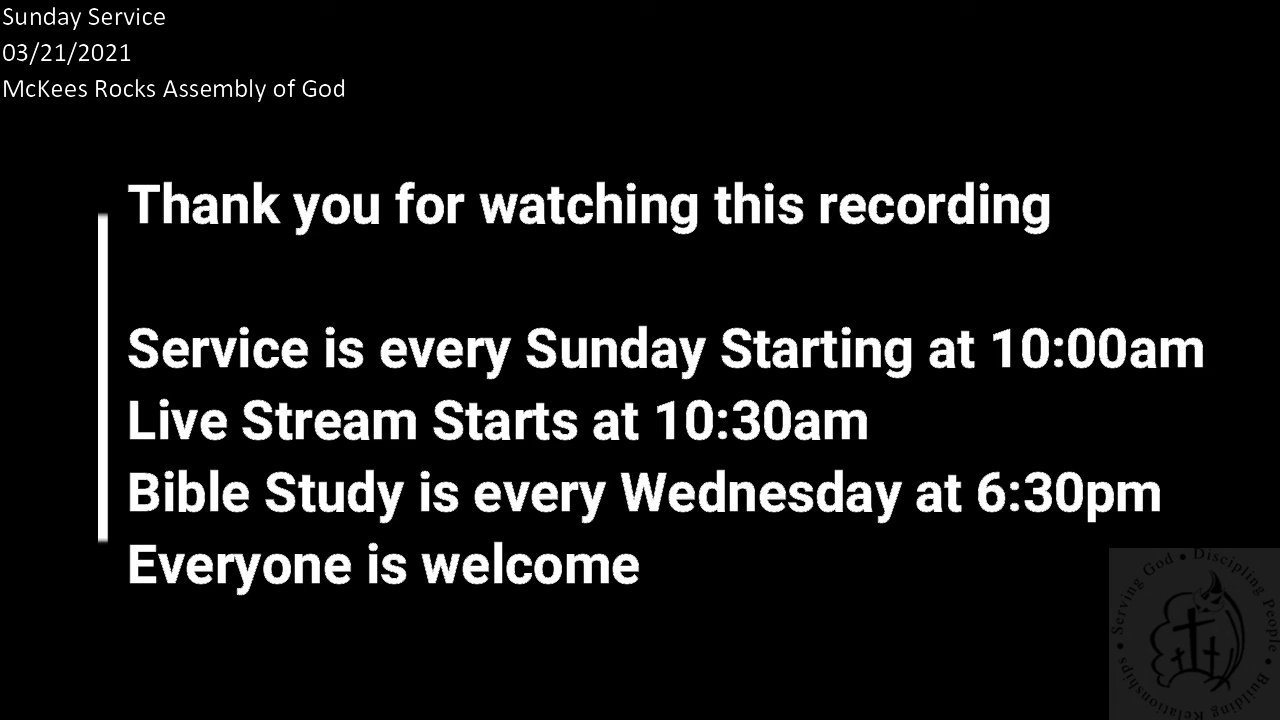 Sunday Service
03/21/2021
McKees Rocks Assembly of God
Thank you for watching this recording
Service is every Sunday Starting at 10:00am
Live Stream Starts at 10:30am
Bible Study is every Wednesday at 6:30pm
Everyone is welcome
Serving God • Discipling People • Building Relationships •